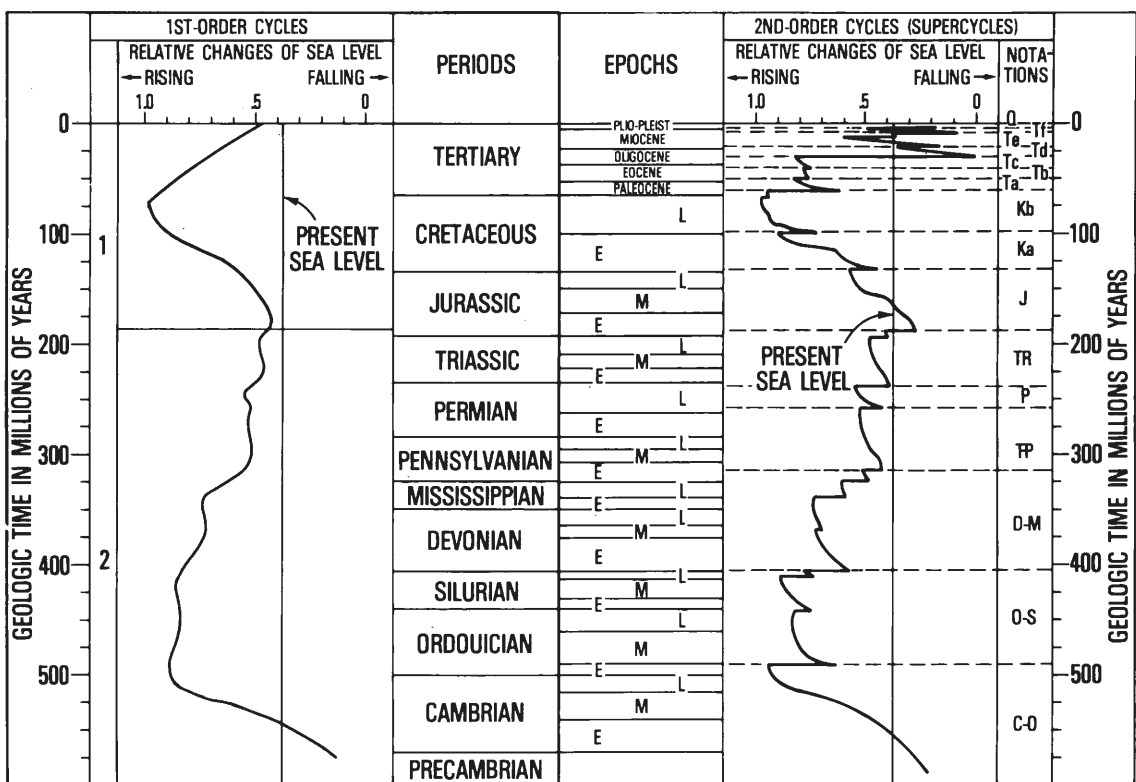 1ST-ORDER CYCLES
RELATIVE CHANGES OF SEA LEVEL
←RISING FALLING→
1.0 .5 0
PERIODS
EPOCHS
2ND-ORDER CYCLES (SUPERCYCLES)
RELATIVE CHANGES OF SEA LEVEL
←RISING FALLING→
1.0 .5 0
NOTA-
TIONS
GEOLOGIC TIME IN MILLIONS OF YEARS
0
100
200
300
400
500
1
2
PRESENT
SEA LEVEL
TERTIARY
CRETACEOUS
JURASSIC
TRIASSIC
PERMIAN
PENNSYLVANIAN
MISSISSIPPIAN
DEVONIAN
SILURIAN
ORDOUICIAN
CAMBRIAN
PRECAMBRIAN
PLIO-PLEIST
MIOCENE
OLIGOCENE
EOCENE
PALEOCENE
L
E
L
M
E
L
M
E
L
E
L
M
E
L
E
L
M
E
L
M
E
L
M
E
L
M
E
PRESENT
SEA LEVEL
Q
Tf
Te
Td
Tc
Tb
Ta
Kb
Ka
J
TR
P
D-M
O-S
C-O
0
100
200
300
400
500
GEOLOGIC TIME IN MILLIONS OF YEARS